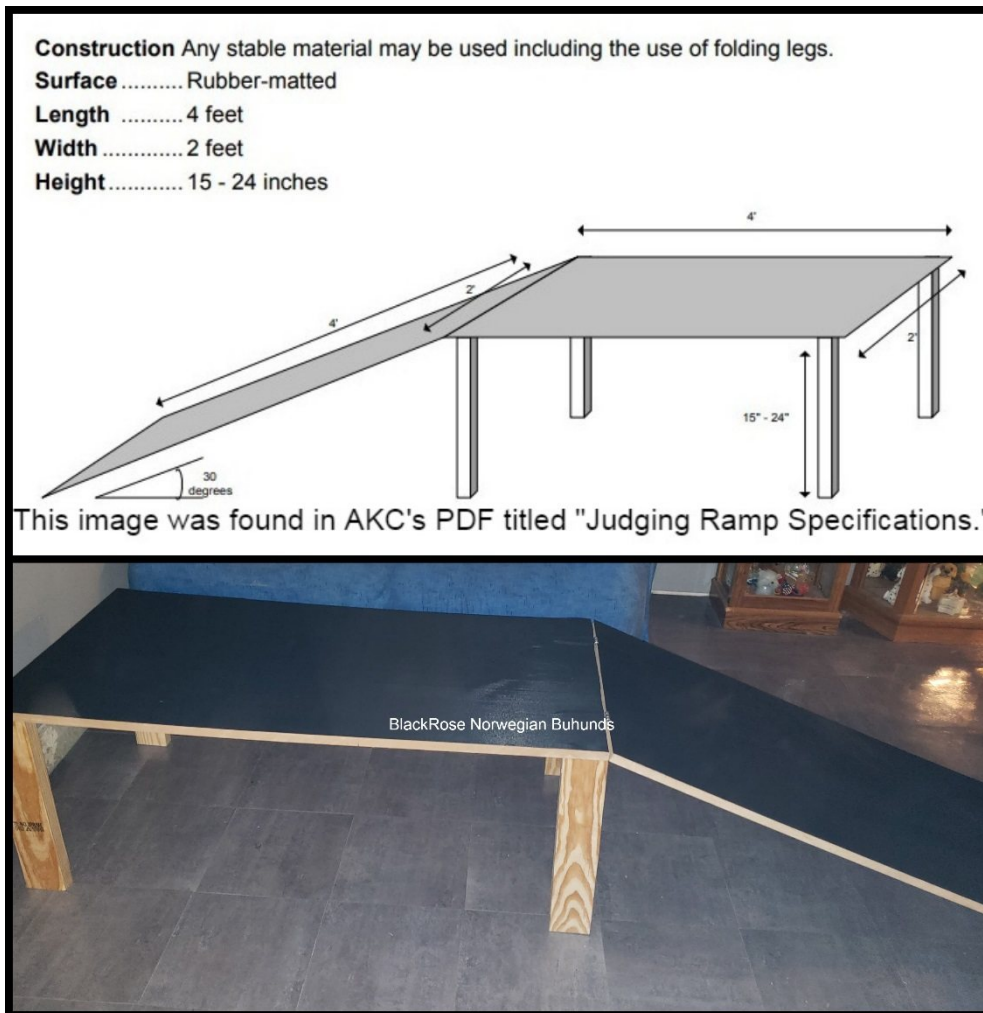 Construction Any stable material may be used including the use of folding legs.
Surface .......... Rubber-matted
Length .......... 4 feet
Width ............. 2 feet
Height ............ 15 - 24 inches
4'
2'
4'
2'
15" - 24"
30
degrees
This image was found in AKC's PDF titled "Judging Ramp Specifications."
BlackRose Norwegian Buhunds